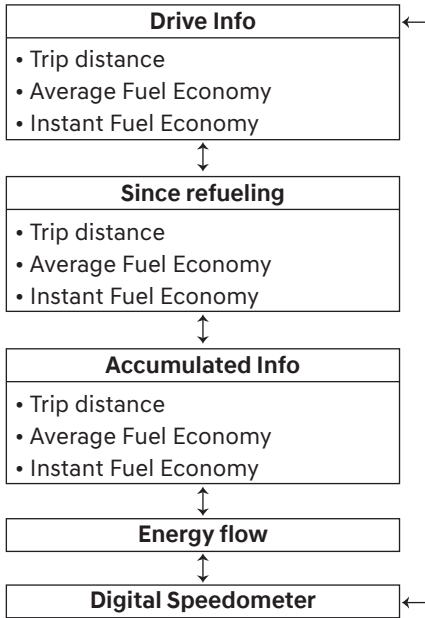 Drive Info
• Trip distance
• Average Fuel Economy
• Instant Fuel Economy
Since refueling
• Trip distance
• Average Fuel Economy
• Instant Fuel Economy
Accumulated Info
• Trip distance
• Average Fuel Economy
• Instant Fuel Economy
Energy flow
Digital Speedometer